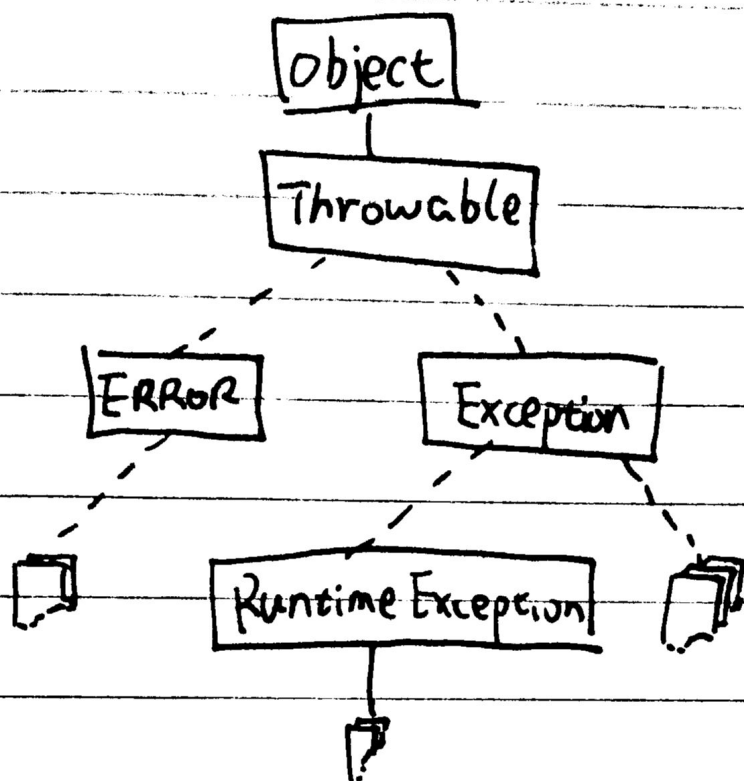 Object
Throwable
ERROR
Exception
Runtime Exception